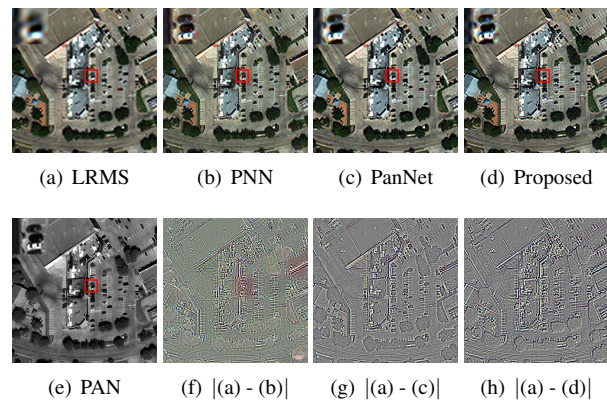 (a) LRMS (b) PNN (c) PanNet (d) Proposed
(e) PAN (f) |(a) - (b)| (g) |(a) - (c)| (h) |(a) - (d)|